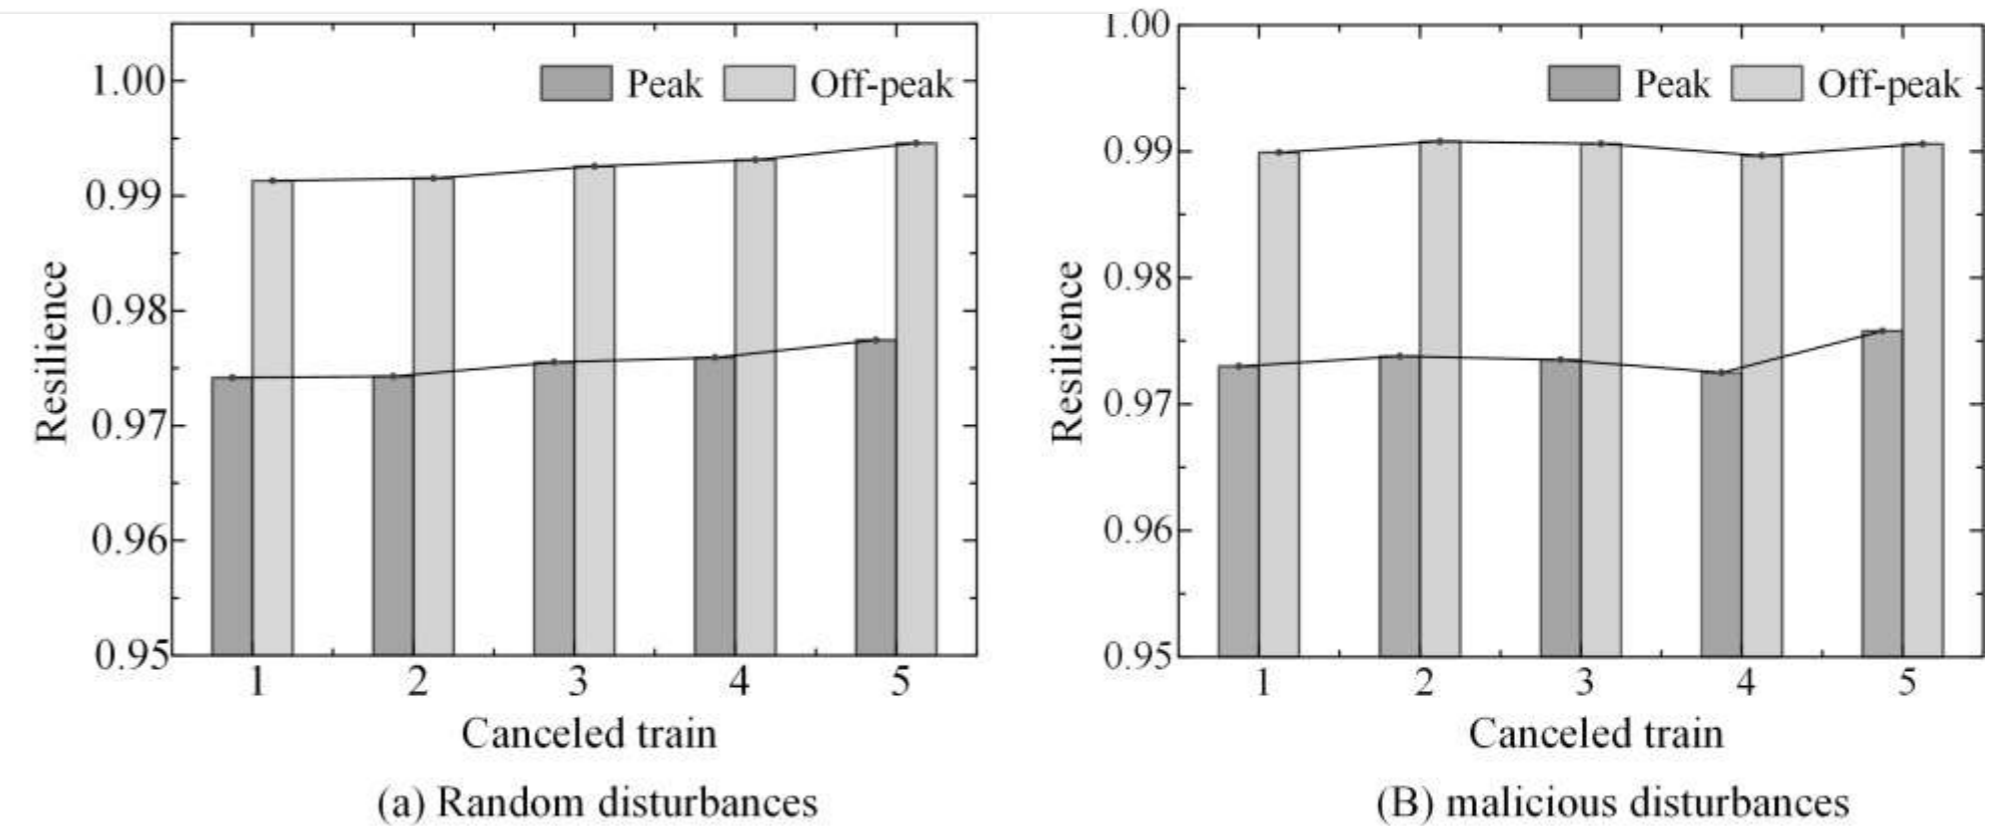 Peak Off-peak
1.00
0.99
0.98
0.97
0.96
0.95
Resilience
1 2 3 4 5
Canceled train
(a) Random disturbances
Peak Off-peak
1.00
0.99
0.98
0.97
0.96
0.95
Resilience
1 2 3 4 5
Canceled train
(B) malicious disturbances